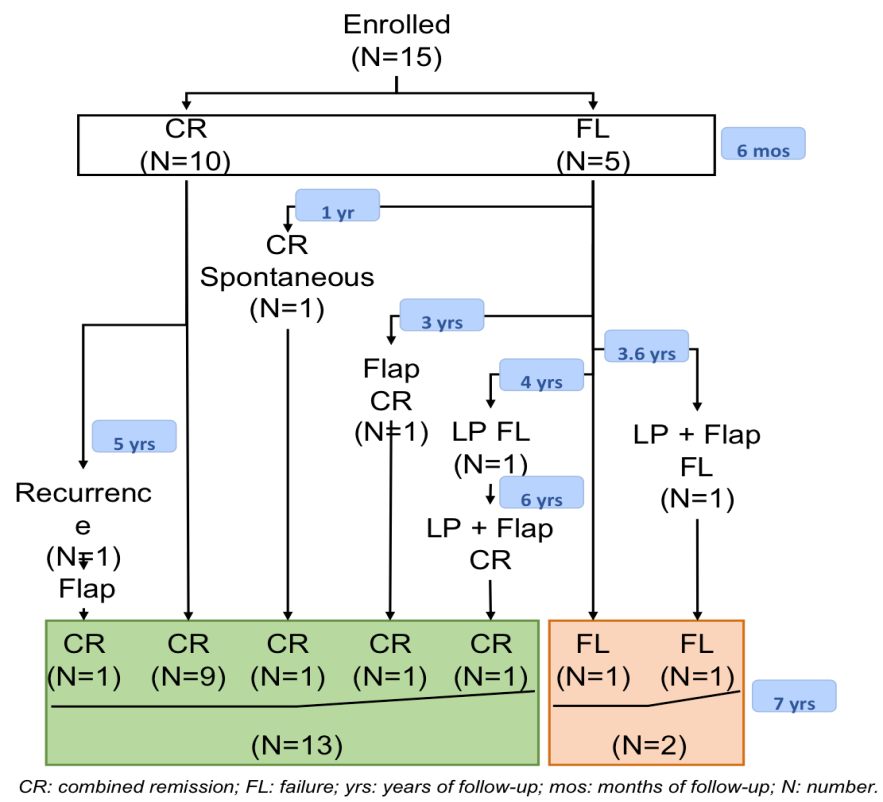 Enrolled
(N=15)
CR
(N=10)
FL
(N=5)
6 mos
1 yr
CR
Spontaneous
(N=1)
3 yrs
Flap
CR
(N=1)
3.6 yrs
4 yrs
LP FL
(N=1)
LP + Flap
FL
(N=1)
5 yrs
6 yrs
Recurrenc
e
(N=1)
Flap
LP + Flap
CR
CR
(N=1)
CR
(N=9)
CR
(N=1)
CR
(N=1)
CR
(N=1)
FL
(N=1)
FL
(N=1)
7 yrs
(N=13)
(N=2)
CR: combined remission; FL: failure; yrs: years of follow-up; mos: months of follow-up; N: number.